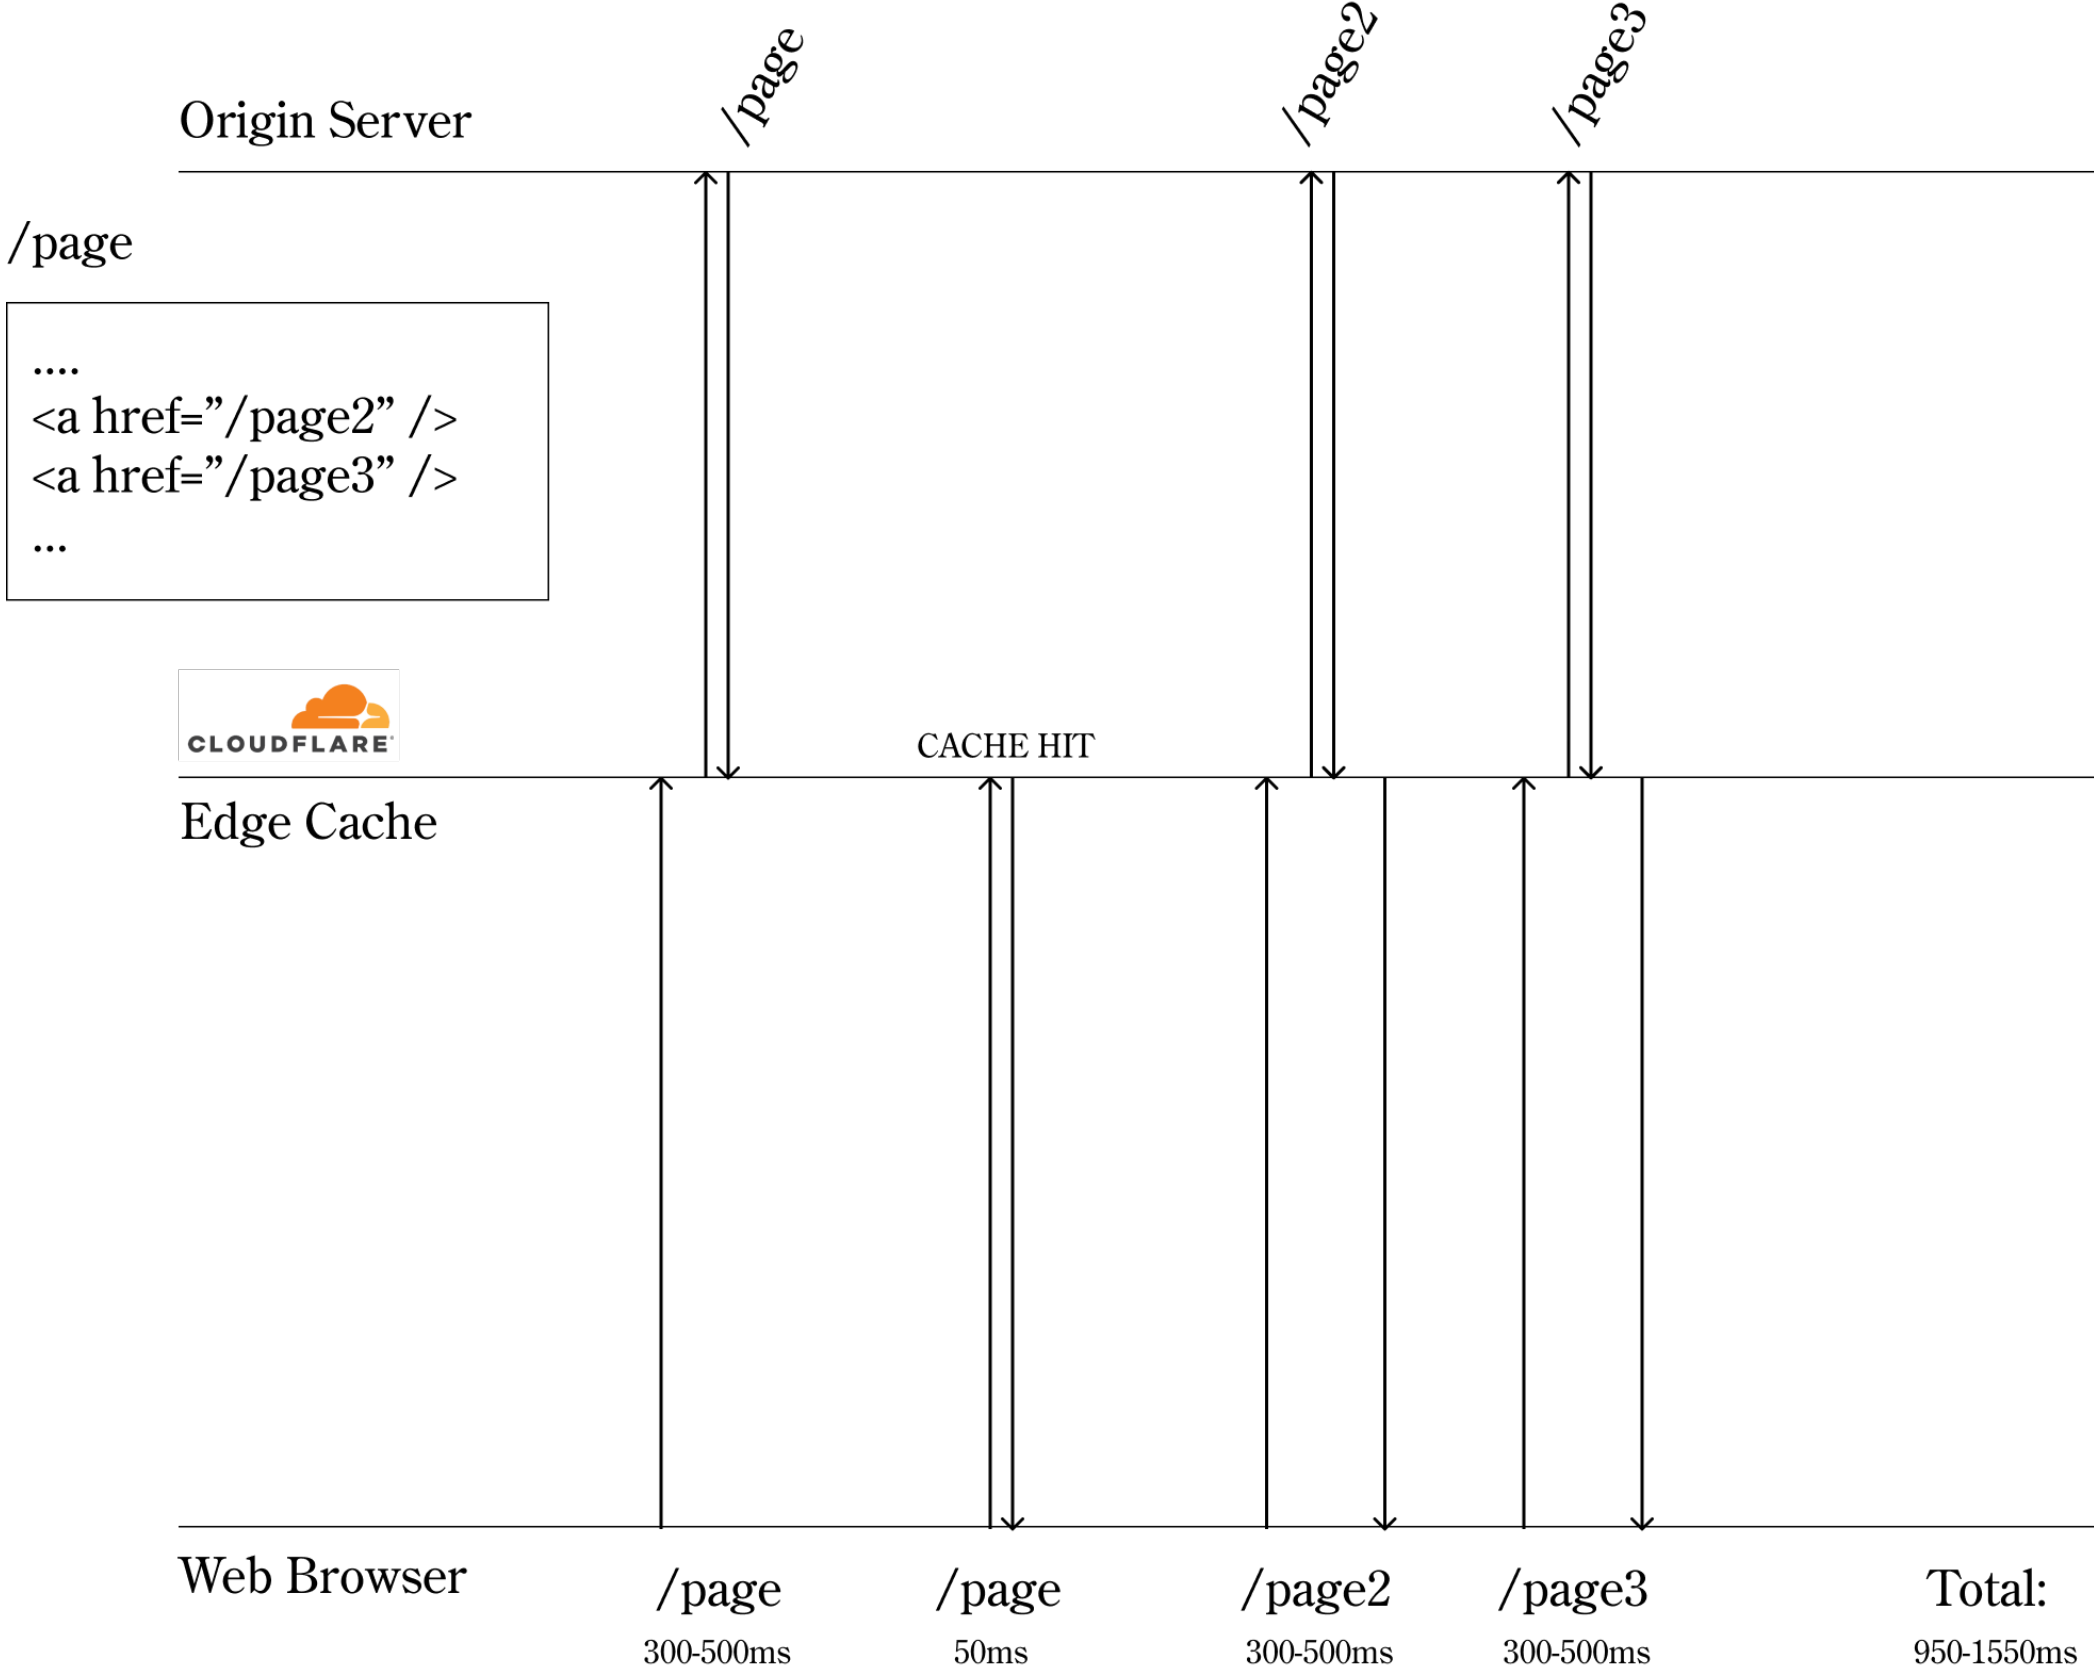 /page
/page2
/page3
Origin Server
/page
....
<a href=”/page2” />
<a href=”/page3” />
...
CLOUDFLARE
CACHE HIT
Edge Cache
Web Browser
/page
/page
/page2
/page3
Total:
300-500ms
50ms
300-500ms
300-500ms
950-1550ms